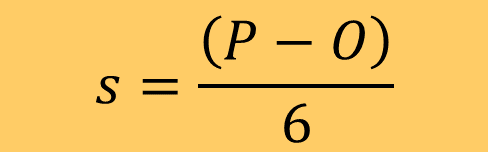 s = (P − O) / 6